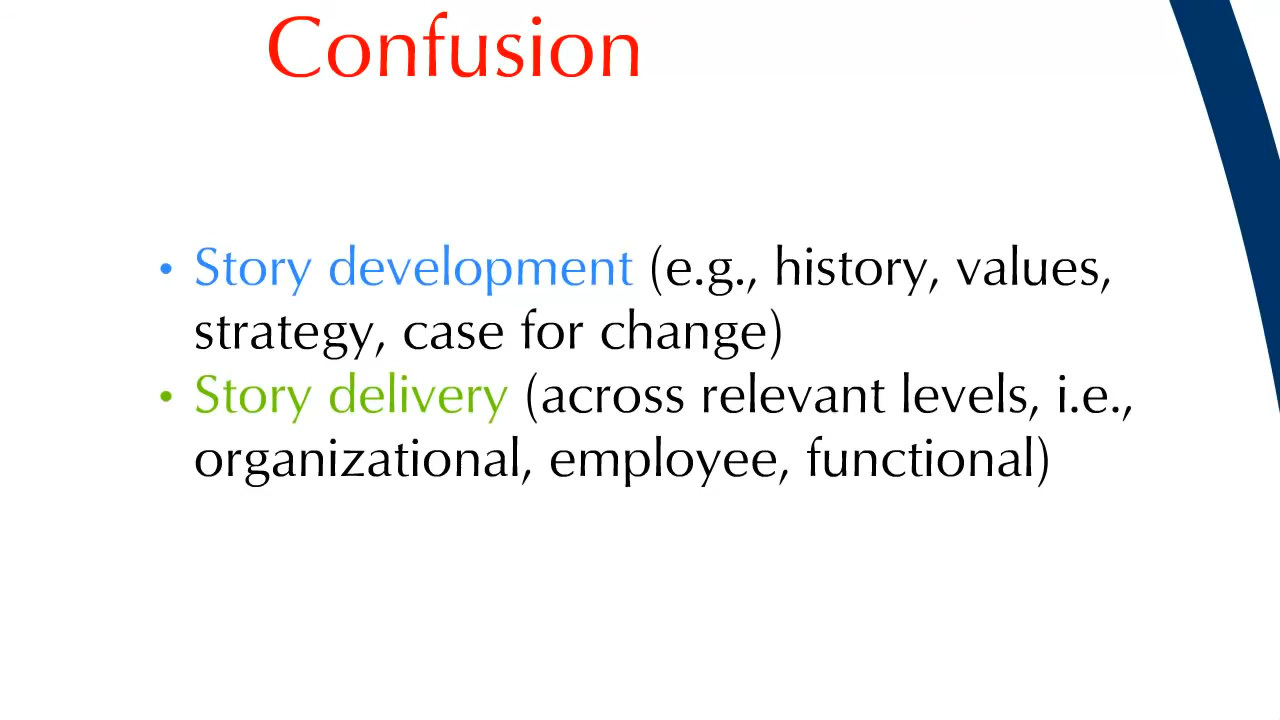 Confusion
• Story development (e.g., history, values,
strategy, case for change)
• Story delivery (across relevant levels, i.e.,
organizational, employee, functional)